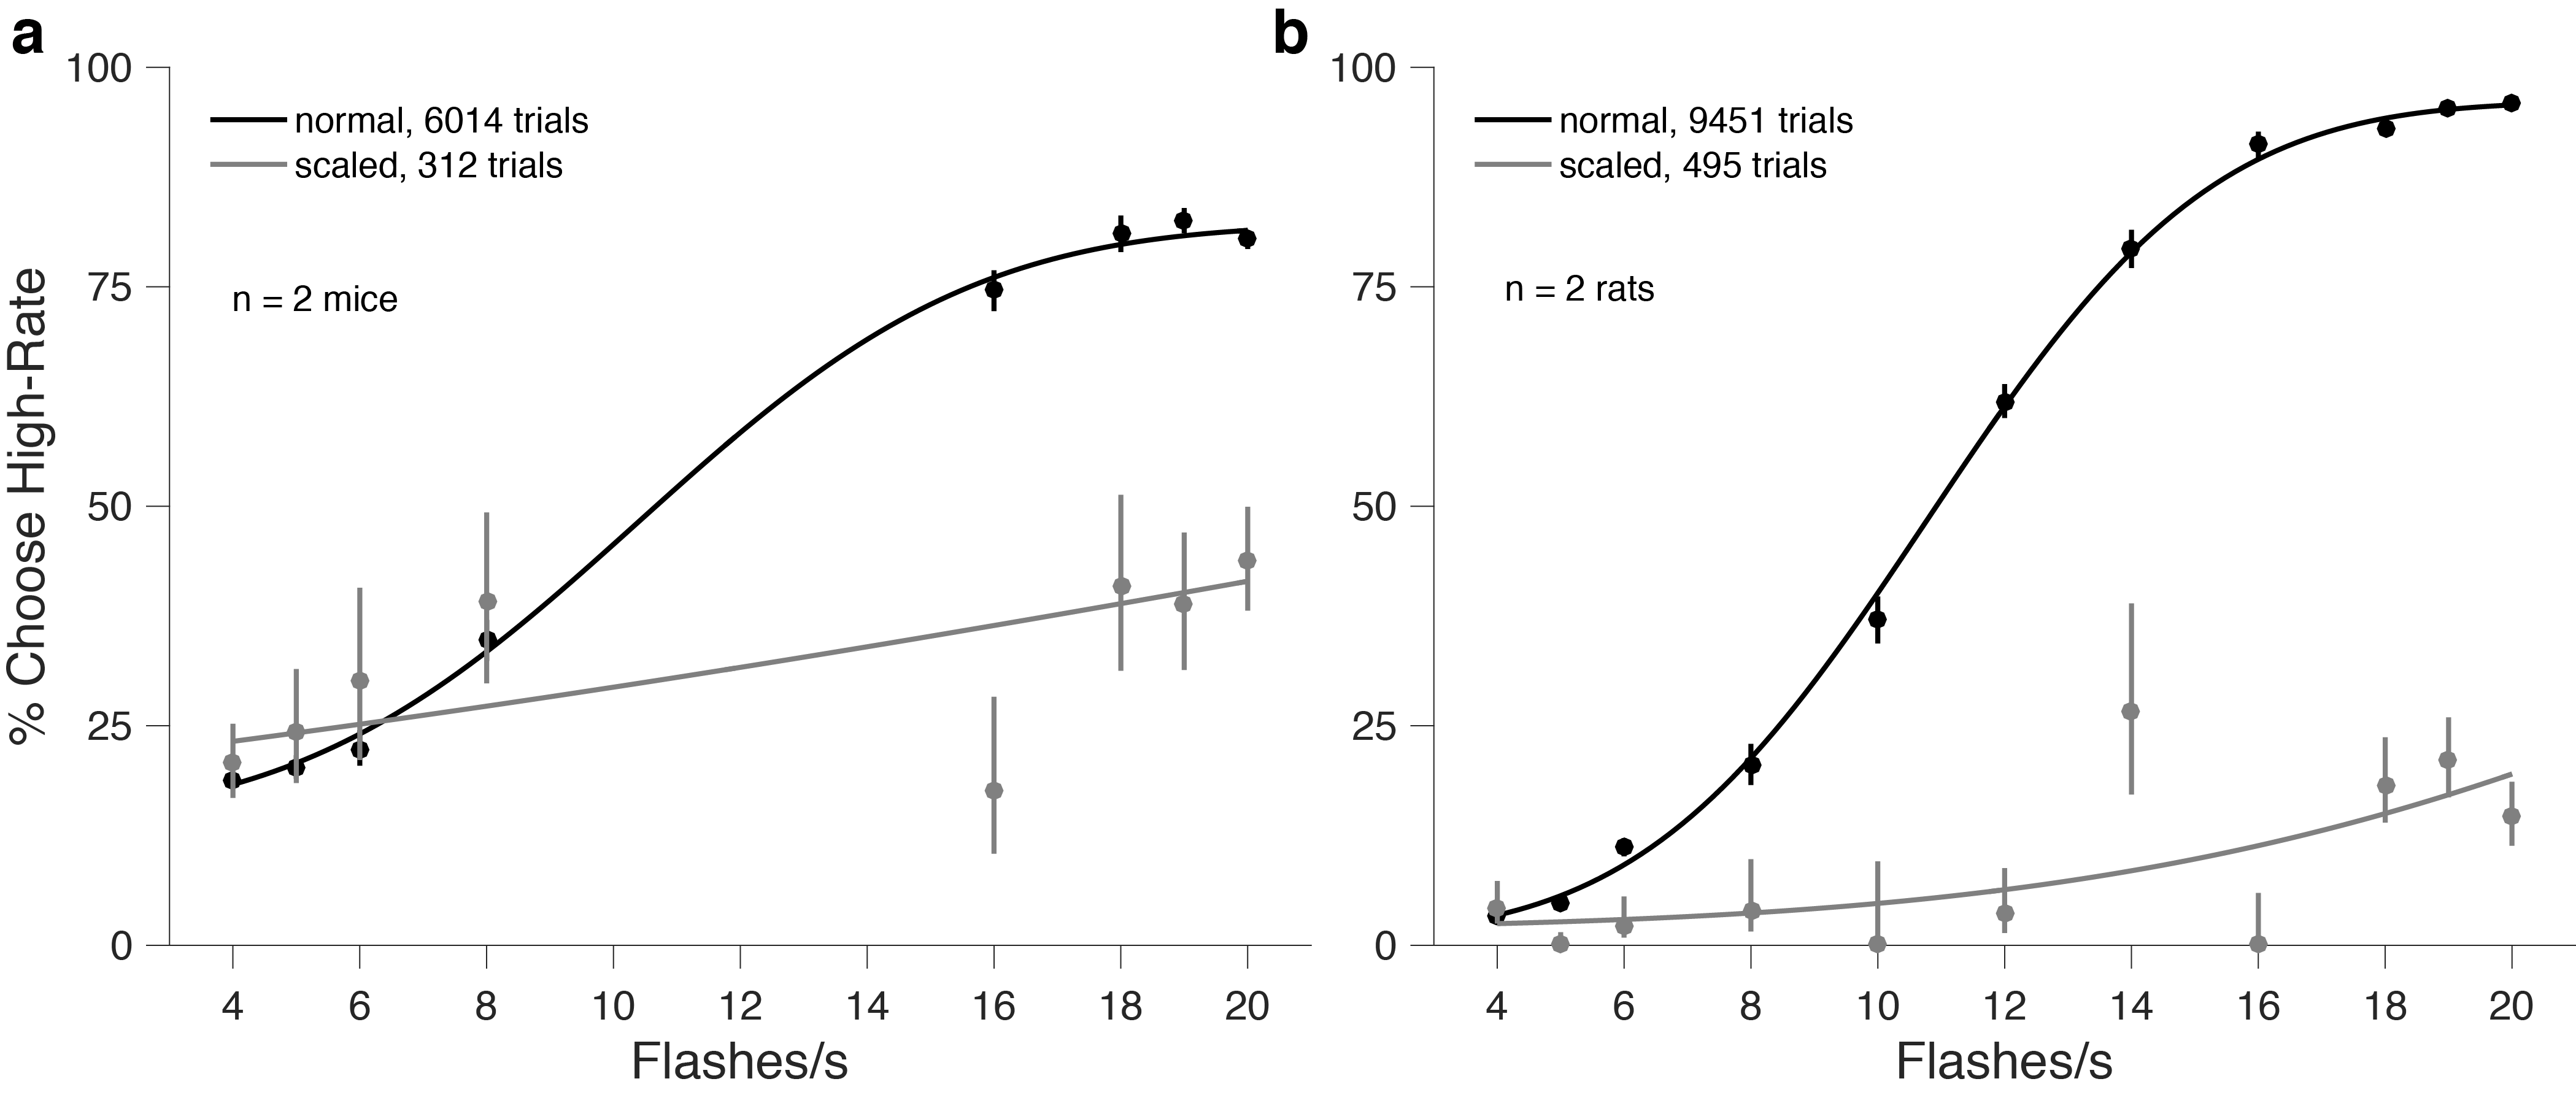 a
100
75
50
25
0
% Choose High-Rate
normal, 6014 trials
scaled, 312 trials
n = 2 mice
4 6 8 10 12 14 16 18 20
Flashes/s
b
100
75
50
25
0
normal, 9451 trials
scaled, 495 trials
n = 2 rats
4 6 8 10 12 14 16 18 20
Flashes/s